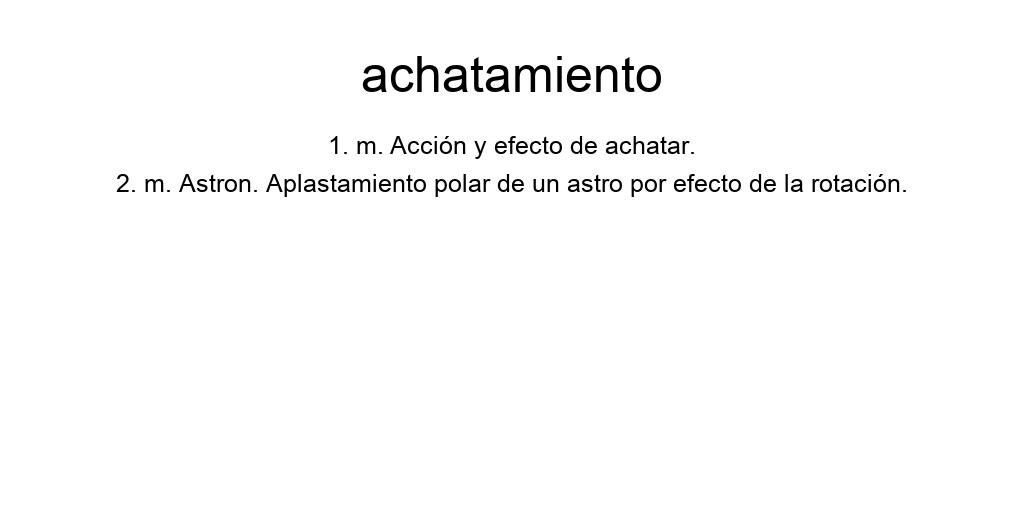 achatamiento
1. m. Acción y efecto de achatar.
2. m. Astron. Aplastamiento polar de un astro por efecto de la rotación.